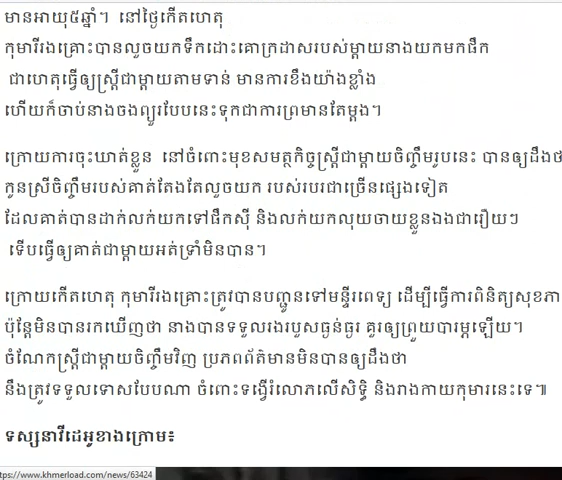 មានអាយុ៥ឆ្នាំ។ នៅថ្ងៃកើតហេតុ
កុមារីរងគ្រោះបានលួចយកទឹកដោះគោក្រដាសរបស់ម្ដាយនាងយកមកផឹក
ជាហេតុធ្វើឲ្យស្ត្រីជាម្ដាយតាមទាន់ មានការខឹងយ៉ាងខ្លាំង
ហើយក៏ចាប់នាងចងព្យួរបែបនេះទុកជាការព្រមានតែម្ដង។
ក្រោយការចុះឃាត់ខ្លួន នៅចំពោះមុខសមត្ថកិច្ចស្ត្រីជាម្ដាយចិញ្ចឹមរូបនេះ បានឲ្យដឹងថា
កូនស្រីចិញ្ចឹមរបស់គាត់តែងតែលួចយក របស់របរជាច្រើនផ្សេងទៀត
ដែលគាត់បានដាក់លក់យកទៅផឹកស៊ី និងលក់យកលុយចាយខ្លួនឯងជារឿយៗ
ទើបធ្វើឲ្យគាត់ជាម្ដាយអត់ទ្រាំមិនបាន។
ក្រោយកើតហេតុ កុមារីរងគ្រោះត្រូវបានបញ្ជូនទៅមន្ទីរពេទ្យ ដើម្បីធ្វើការពិនិត្យសុខភា
ប៉ុន្តែមិនបានរកឃើញថា នាងបានទទួលរងរបួសធ្ងន់ធ្ងរ គួរឲ្យព្រួយបារម្ភឡើយ។
ចំណែកស្ត្រីជាម្ដាយចិញ្ចឹមវិញ ប្រភពព័ត៌មានមិនបានឲ្យដឹងថា
នឹងត្រូវទទួលទោសបែបណា ចំពោះទង្វើរំលោភលើសិទ្ធិ និងរាងកាយកុមារនេះទេ៕
ទស្សនាវីដេអូខាងក្រោម៖
tps://www.khmerload.com/news/63424